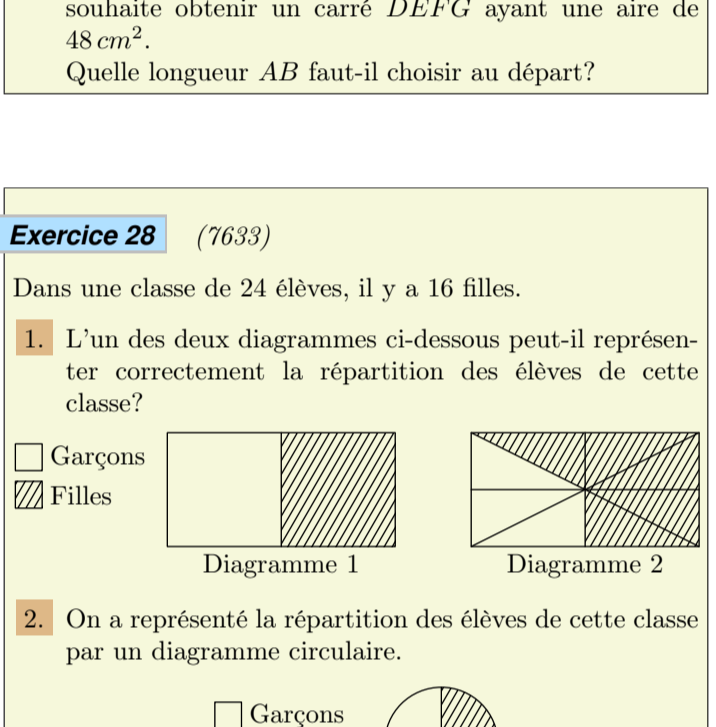 souhaite obtenir un carré DEFG ayant une aire de
48 cm².
Quelle longueur AB faut-il choisir au départ?
Exercice 28 (7633)
Dans une classe de 24 élèves, il y a 16 filles.
1. L'un des deux diagrammes ci-dessous peut-il représen-
ter correctement la répartition des élèves de cette
classe?
Garçons
Filles
Diagramme 1
Diagramme 2
2. On a représenté la répartition des élèves de cette classe
par un diagramme circulaire.
Garçons